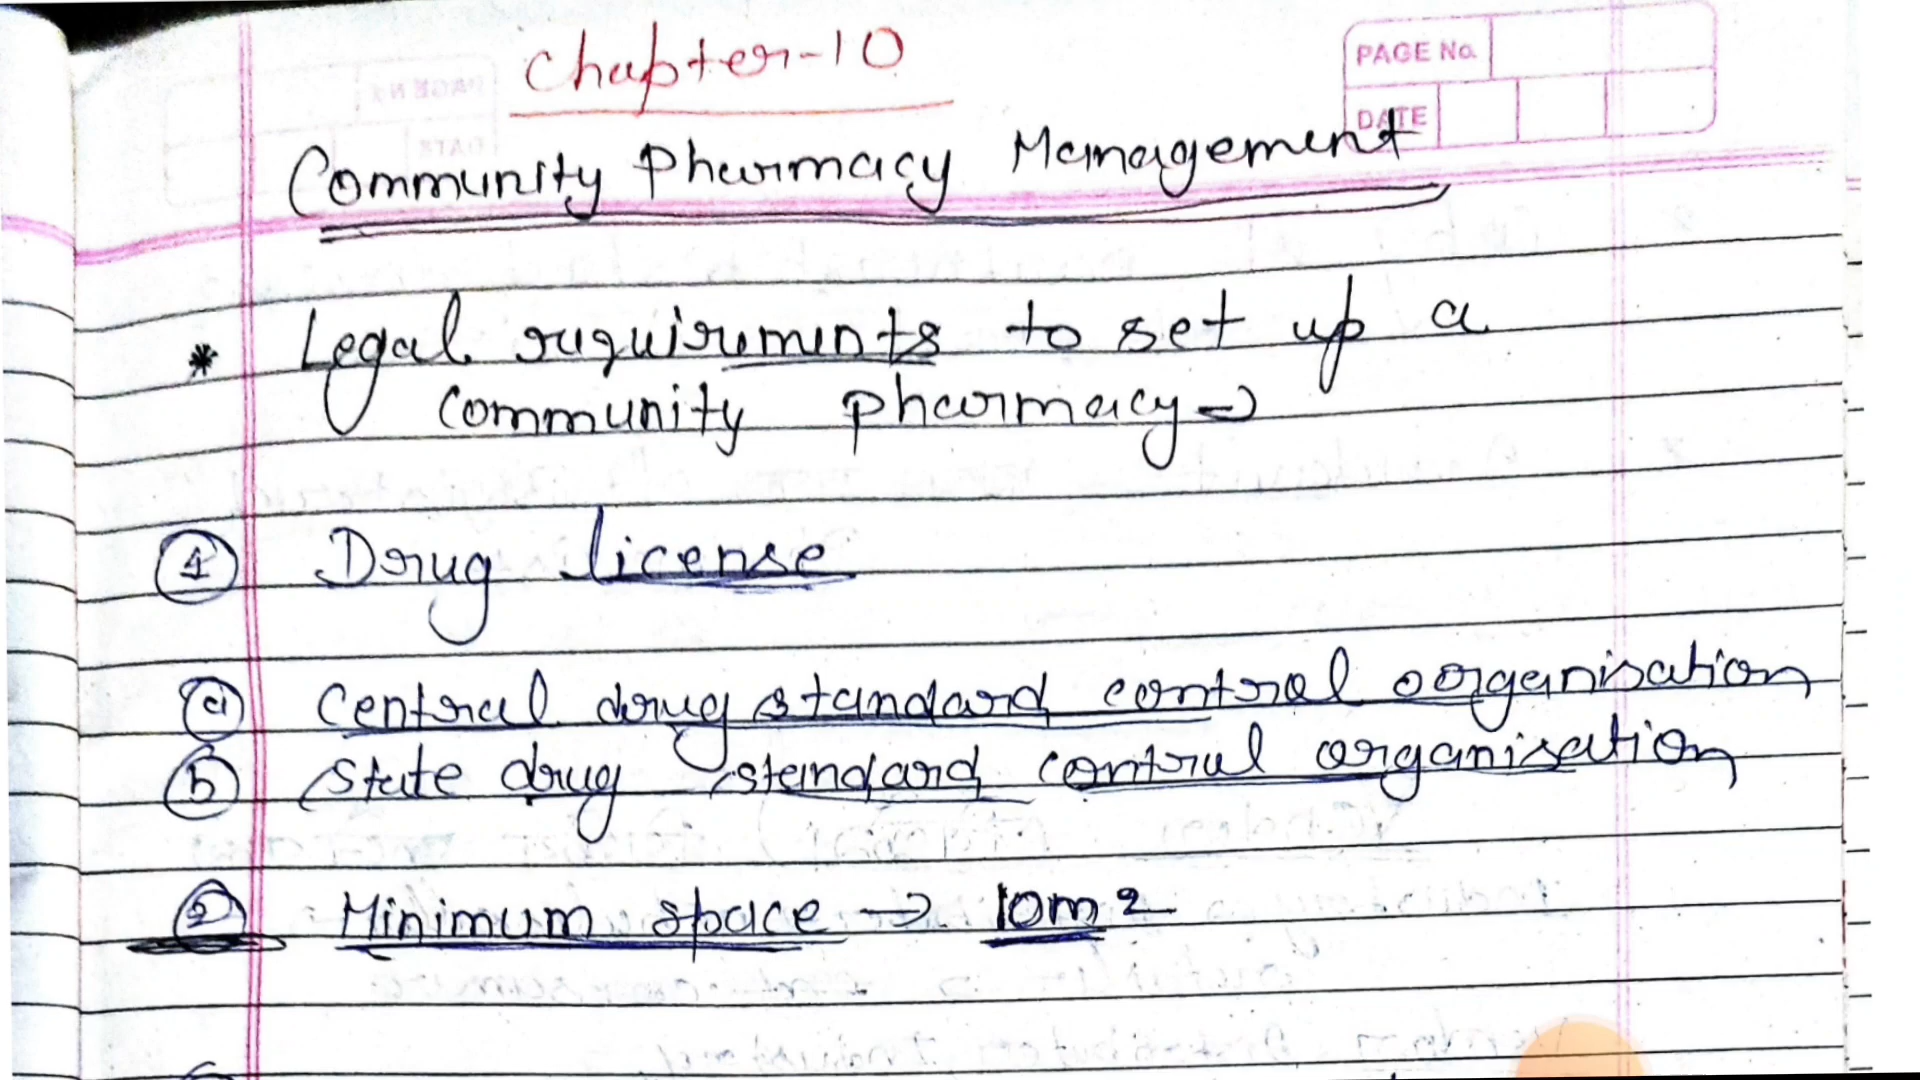 Chapter-10
PAGE No.
DATE
Community Pharmacy Management
* Legal requirements to set up a
community pharmacy →
① Drug license
ⓐ Central drug standard control oorganisation
ⓑ State drug standard control organisation
② Minimum space → 10m²